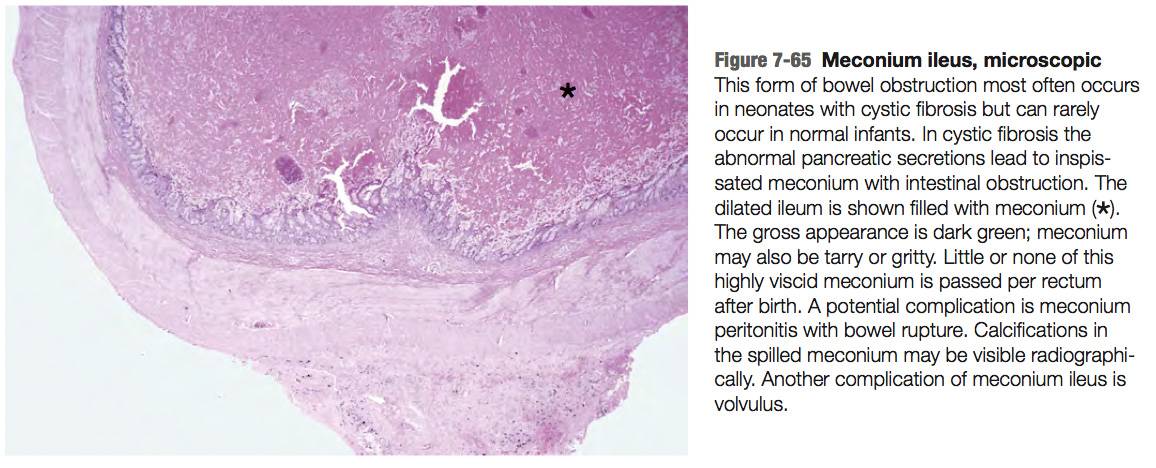 *
Figure 7-65 Meconium ileus, microscopic
This form of bowel obstruction most often occurs
in neonates with cystic fibrosis but can rarely
occur in normal infants. In cystic fibrosis the
abnormal pancreatic secretions lead to inspis-
sated meconium with intestinal obstruction. The
dilated ileum is shown filled with meconium (*).
The gross appearance is dark green; meconium
may also be tarry or gritty. Little or none of this
highly viscid meconium is passed per rectum
after birth. A potential complication is meconium
peritonitis with bowel rupture. Calcifications in
the spilled meconium may be visible radiographi-
cally. Another complication of meconium ileus is
volvulus.